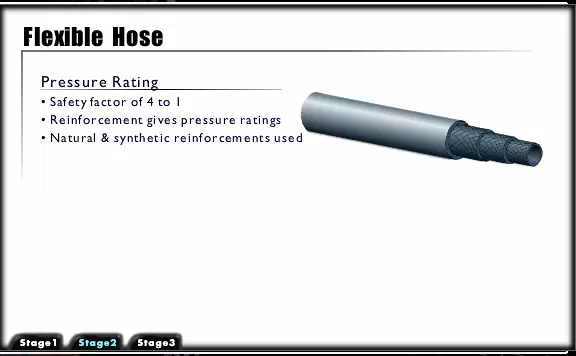 Flexible Hose
Pressure Rating
• Safety factor of 4 to 1
• Reinforcement gives pressure ratings
• Natural & synthetic reinforcements used
Stage1 Stage2 Stage3